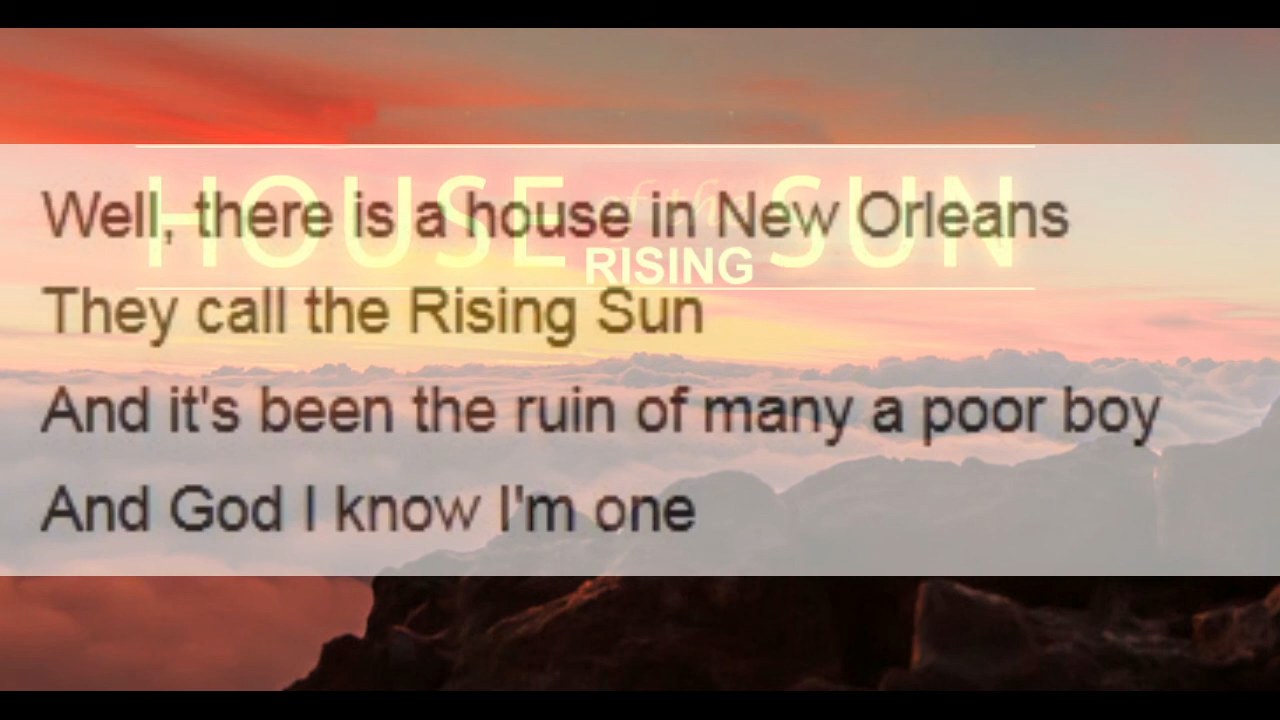 HOUSE of the SUN
RISING
Well, there is a house in New Orleans
They call the Rising Sun
And it's been the ruin of many a poor boy
And God I know I'm one